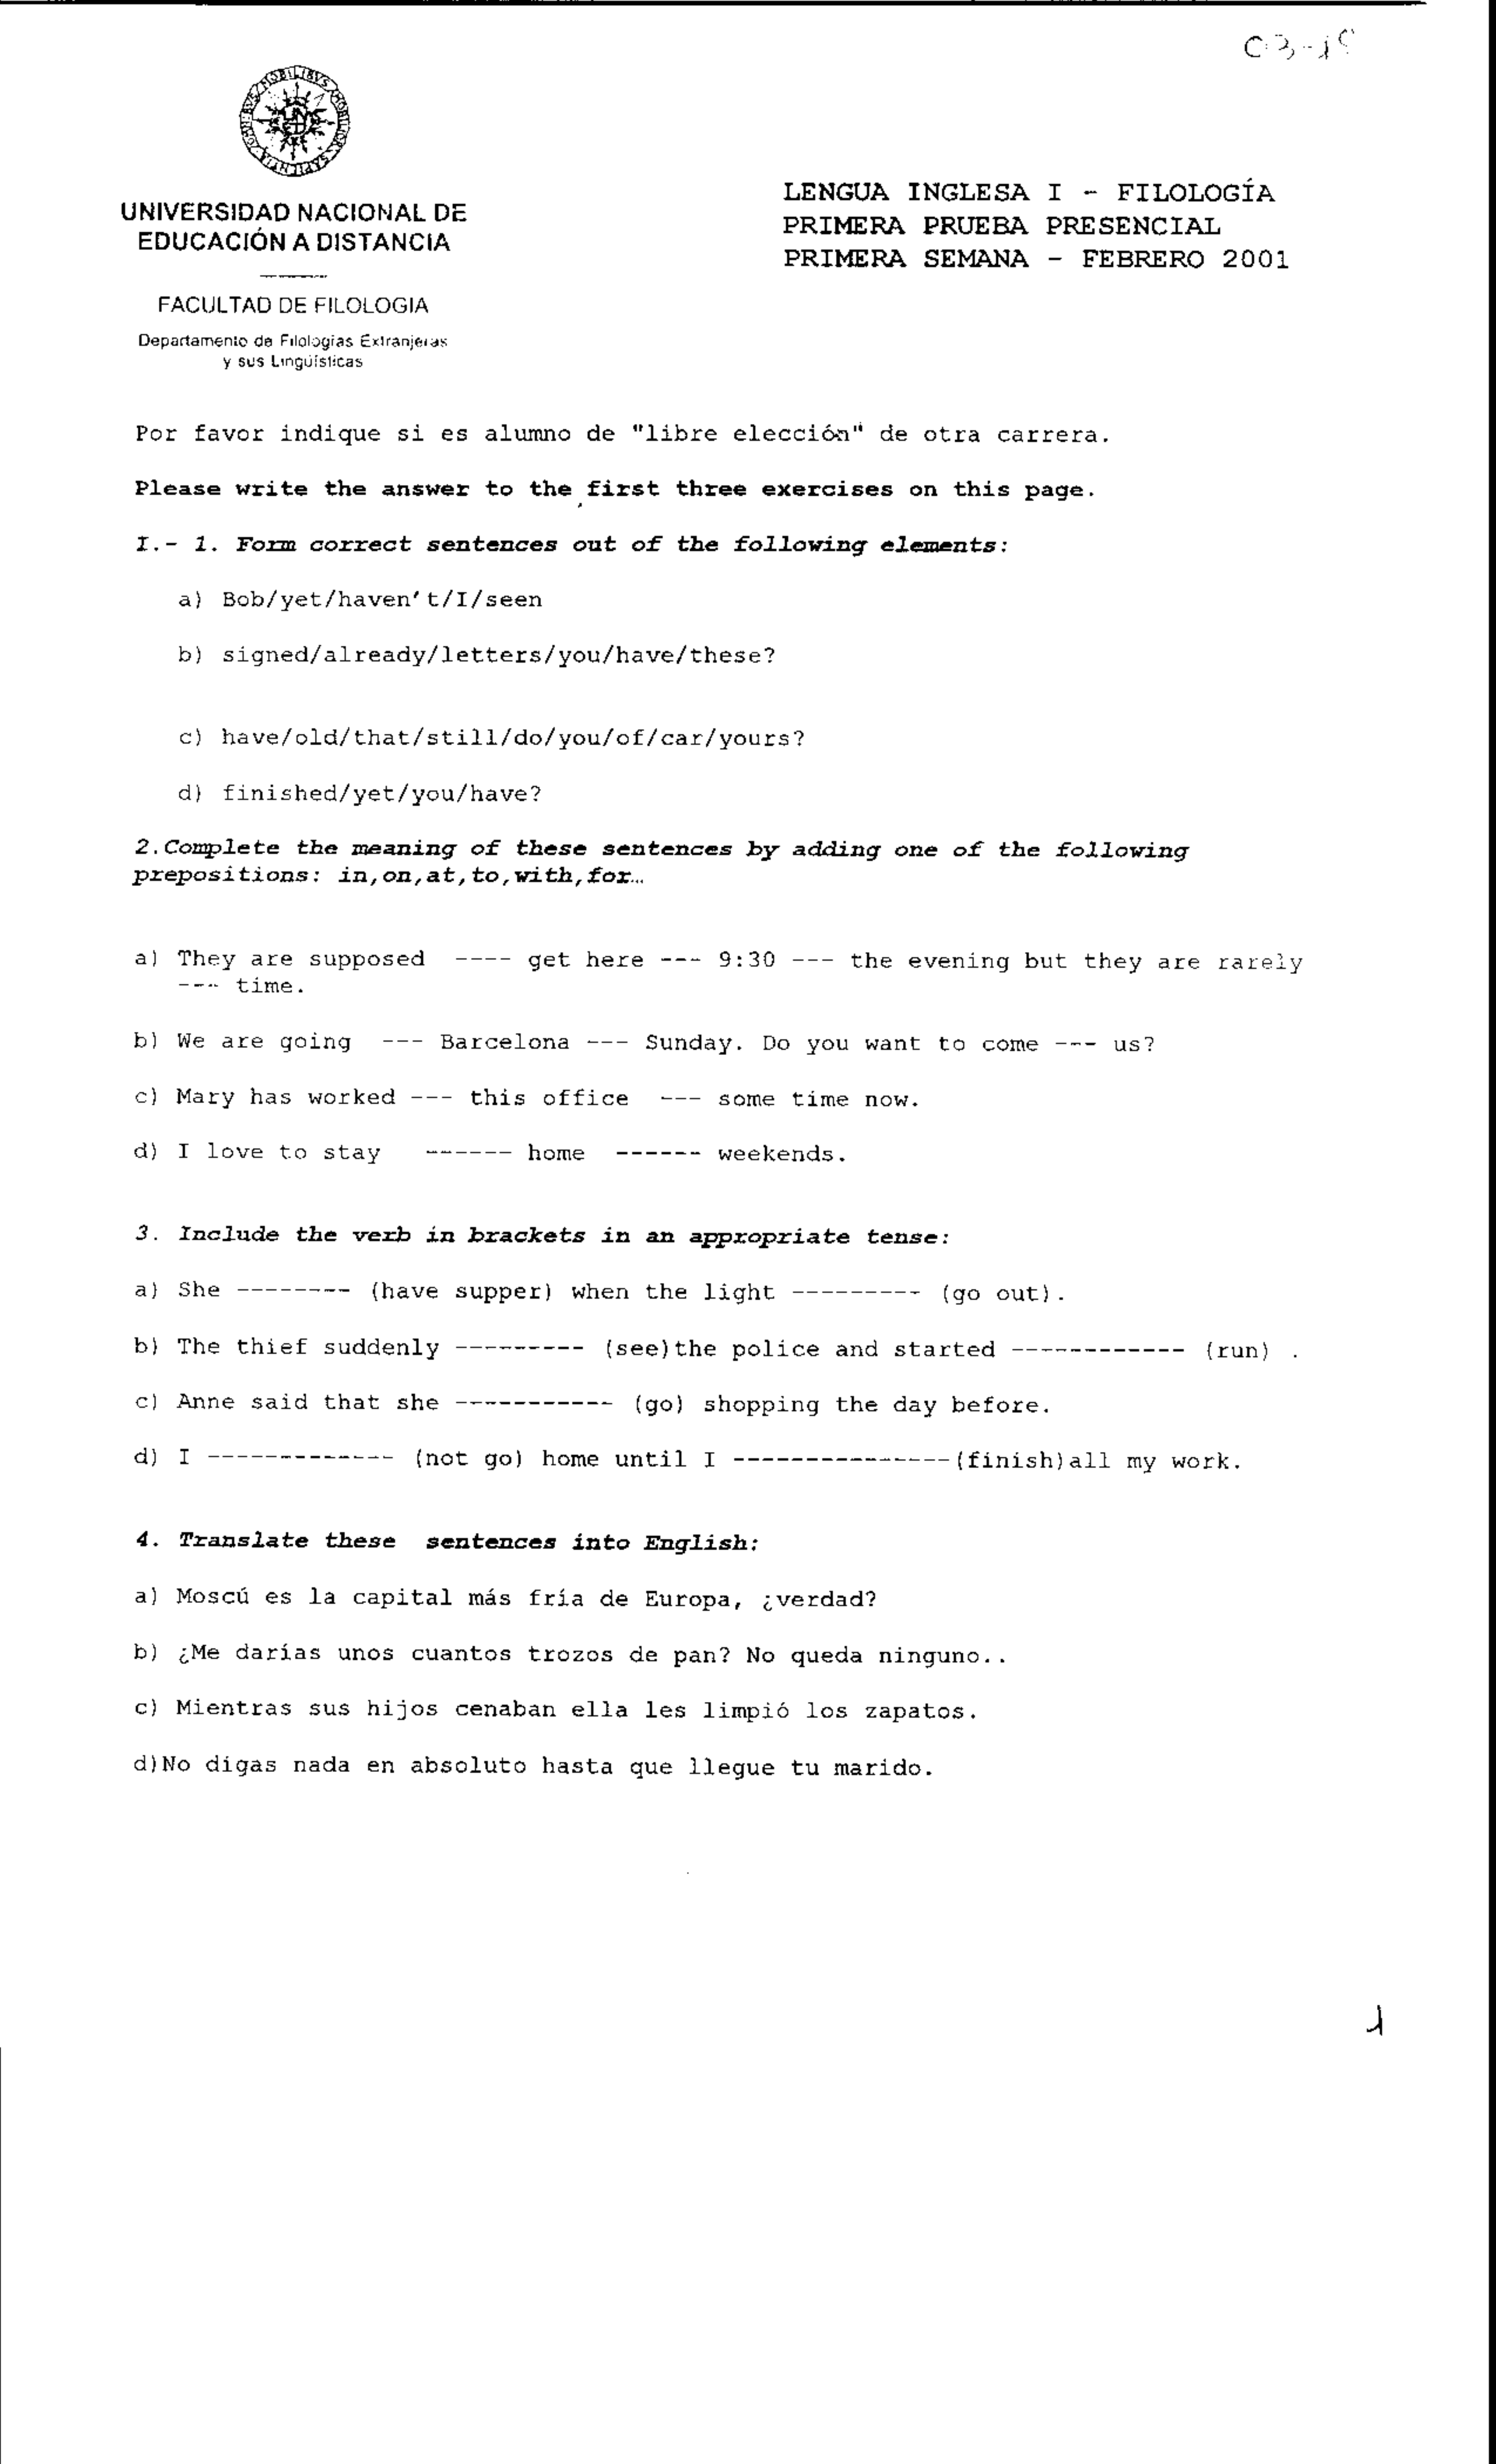 UNIVERSIDAD NACIONAL DE
EDUCACIÓN A DISTANCIA
FACULTAD DE FILOLOGIA
Departamento de Filologías Extranjeras
y sus Lingüísticas
LENGUA INGLESA I - FILOLOGÍA
PRIMERA PRUEBA PRESENCIAL
PRIMERA SEMANA - FEBRERO 2001
Por favor indique si es alumno de "libre elección" de otra carrera.
Please write the answer to the first three exercises on this page.
I.- 1. Form correct sentences out of the following elements:
a) Bob/yet/haven't/I/seen
b) signed/already/letters/you/have/these?
c) have/old/that/still/do/you/of/car/yours?
d) finished/yet/you/have?
2.Complete the meaning of these sentences by adding one of the following
prepositions: in,on,at,to,with,for…
a) They are supposed ---- get here --- 9:30 --- the evening but they are rarely
--- time.
b) We are going --- Barcelona --- Sunday. Do you want to come --- us?
c) Mary has worked --- this office --- some time now.
d) I love to stay ------ home ------ weekends.
3. Include the verb in brackets in an appropriate tense:
a) She -------- (have supper) when the light --------- (go out).
b) The thief suddenly --------- (see)the police and started ------------ (run) .
c) Anne said that she ----------- (go) shopping the day before.
d) I ------------- (not go) home until I ---------------(finish)all my work.
4. Translate these sentences into English:
a) Moscú es la capital más fría de Europa, ¿verdad?
b) ¿Me darías unos cuantos trozos de pan? No queda ninguno..
c) Mientras sus hijos cenaban ella les limpió los zapatos.
d)No digas nada en absoluto hasta que llegue tu marido.
1